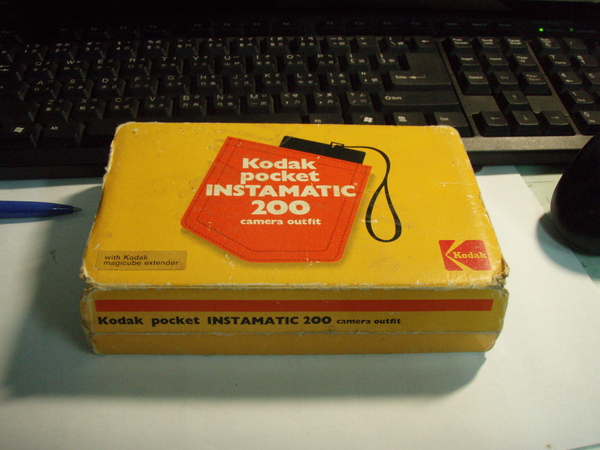 Kodak
pocket
INSTAMATIC
200
camera outfit
with Kodak
magicube extender
Kodak
Kodak pocket INSTAMATIC 200 camera outfit